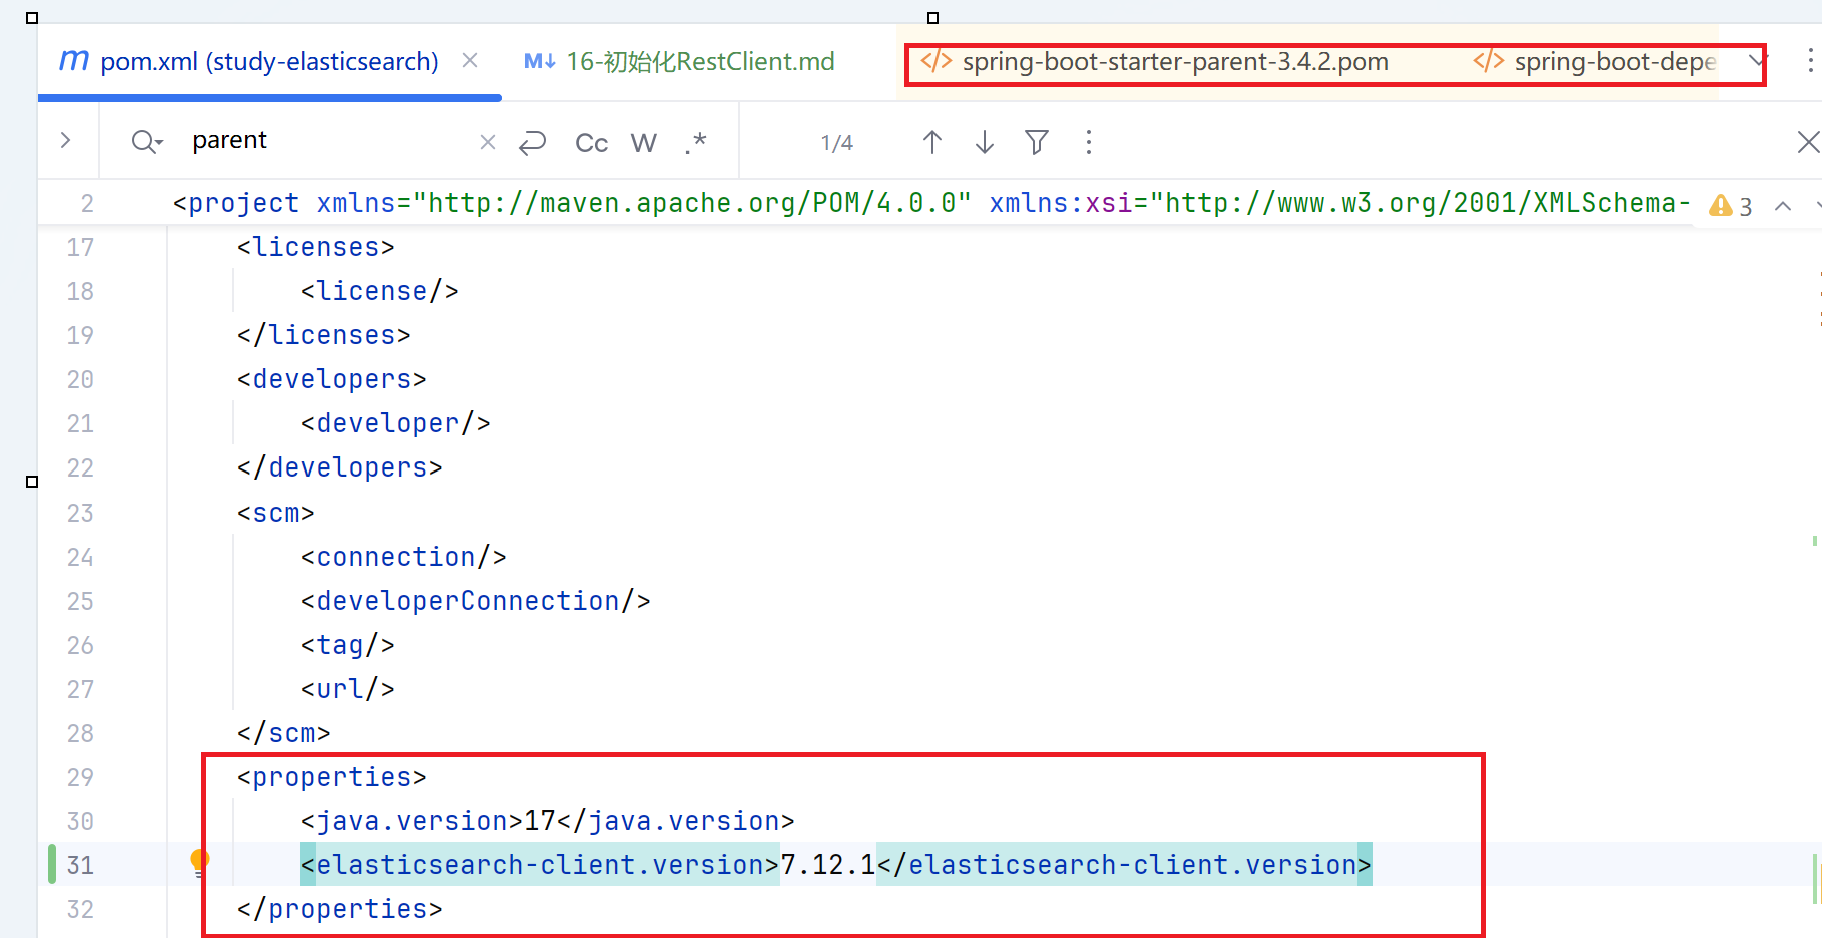 pom.xml (study-elasticsearch) 16-初始化RestClient.md spring-boot-starter-parent-3.4.2.pom spring-boot-depe
parent Cc W .* 1/4
2 <project xmlns="http://maven.apache.org/POM/4.0.0" xmlns:xsi="http://www.w3.org/2001/XMLSchema- 3
17 <licenses>
18 <license/>
19 </licenses>
20 <developers>
21 <developer/>
22 </developers>
23 <scm>
24 <connection/>
25 <developerConnection/>
26 <tag/>
27 <url/>
28 </scm>
29 <properties>
30 <java.version>17</java.version>
31 <elasticsearch-client.version>7.12.1</elasticsearch-client.version>
32 </properties>